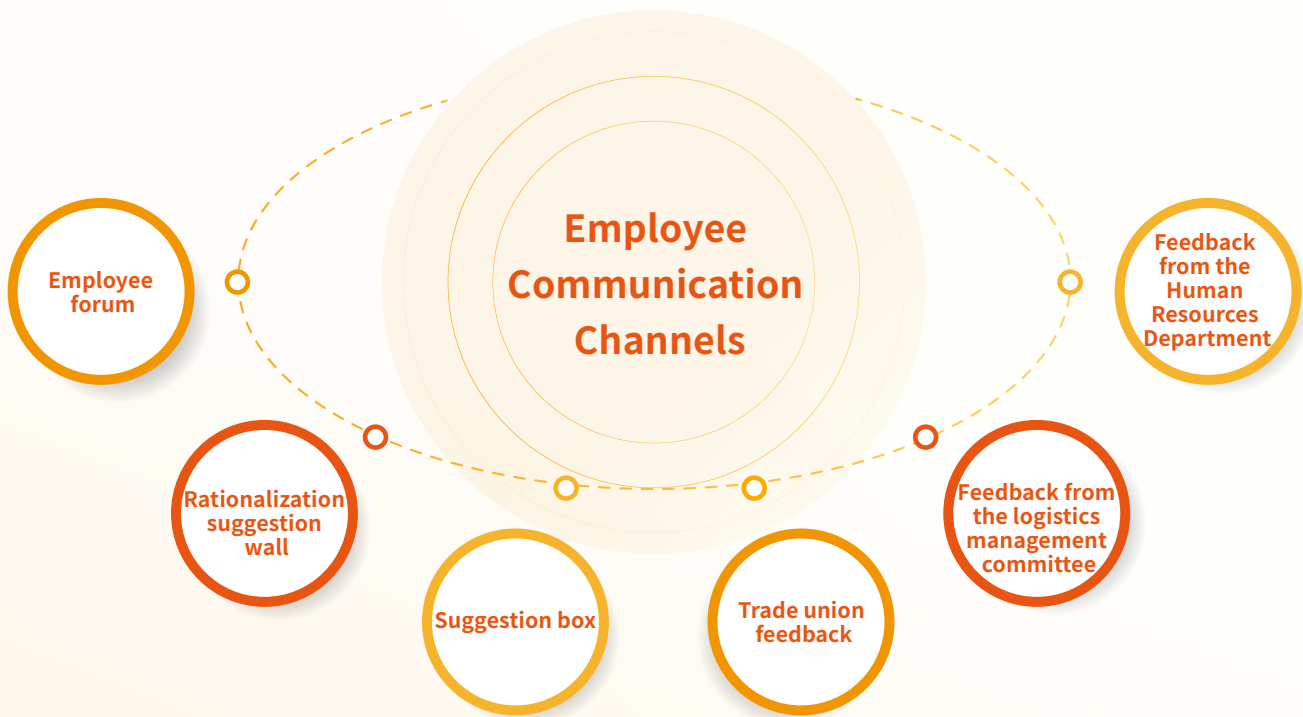 Employee
Communication
Channels
Employee
forum
Rationalization
suggestion
wall
Suggestion box
Trade union
feedback
Feedback from
the logistics
management
committee
Feedback
from the
Human
Resources
Department